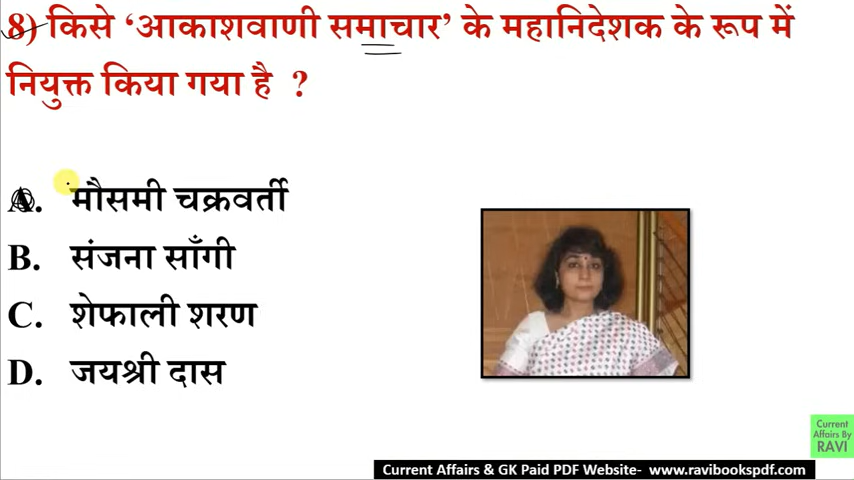 8) किसे ‘आकाशवाणी समाचार’ के महानिदेशक के रूप में
नियुक्त किया गया है ?
A. मौसमी चक्रवर्ती
B. संजना साँगी
C. शेफाली शरण
D. जयश्री दास
Current
Affairs By
RAVI
Current Affairs & GK Paid PDF Website- www.ravibookspdf.com